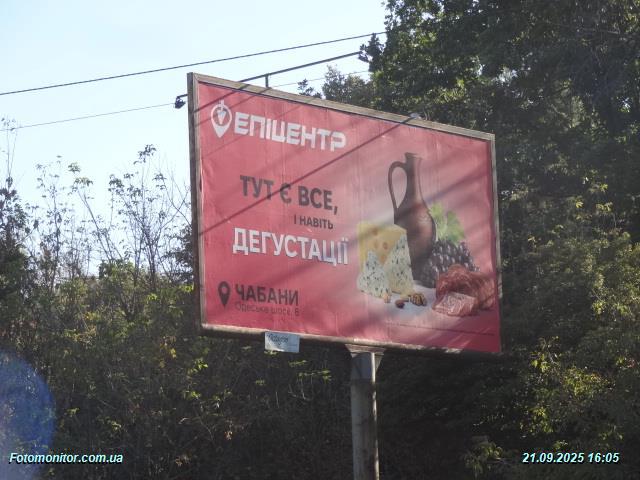 ЕПІЦЕНТР
ТУТ Є ВСЕ,
І НАВІТЬ
ДЕГУСТАЦІЇ
ЧАБАНИ
Одеське шосе, 8
Fotomonitor.com.ua
21.09.2025 16:05